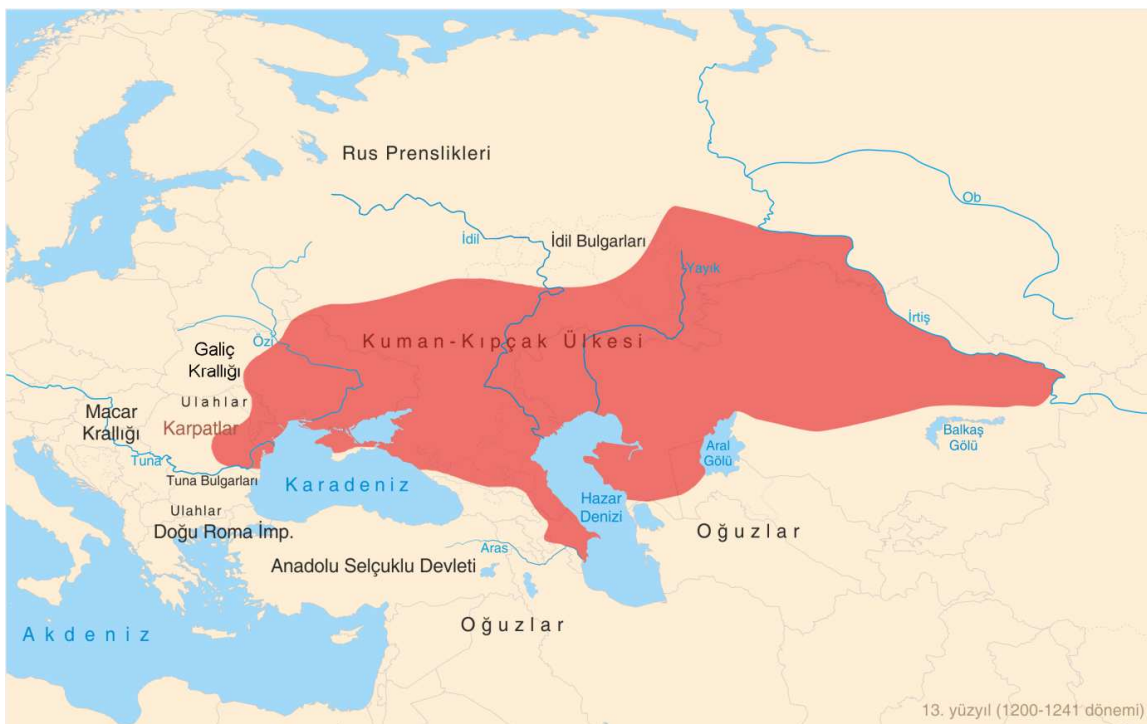 Rus Prenslikleri
Ob
İdil
İdil Bulgarları
Yayık
İrtiş
Özi
Kuman-Kıpçak Ülkesi
Galiç
Krallığı
Ulahlar
Macar
Krallığı
Karpatlar
Tuna
Tuna Bulgarları
Aral
Gölü
Balkaş
Gölü
Karadeniz
Hazar
Denizi
Ulahlar
Doğu Roma İmp.
Oğuzlar
Aras
Anadolu Selçuklu Devleti
Oğuzlar
Akdeniz
13. yüzyıl (1200-1241 dönemi)